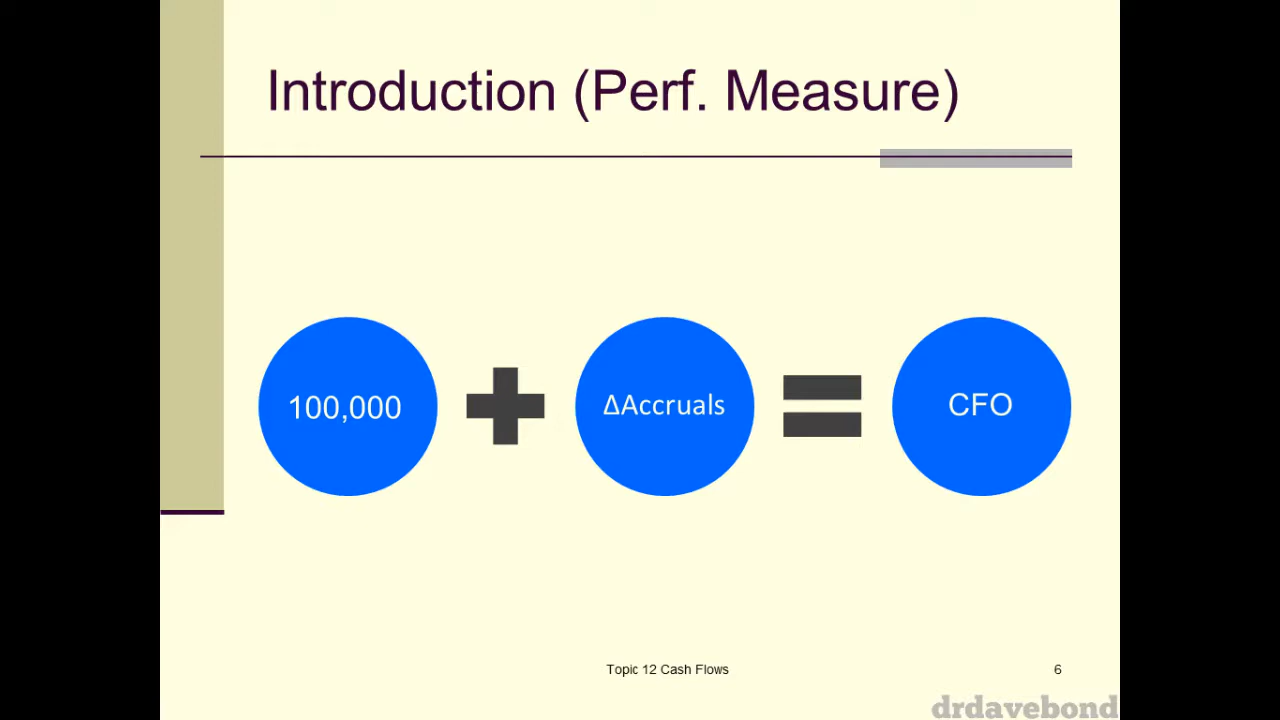 Introduction (Perf. Measure)
100,000
ΔAccruals
CFO
Topic 12 Cash Flows
6
drdavebond